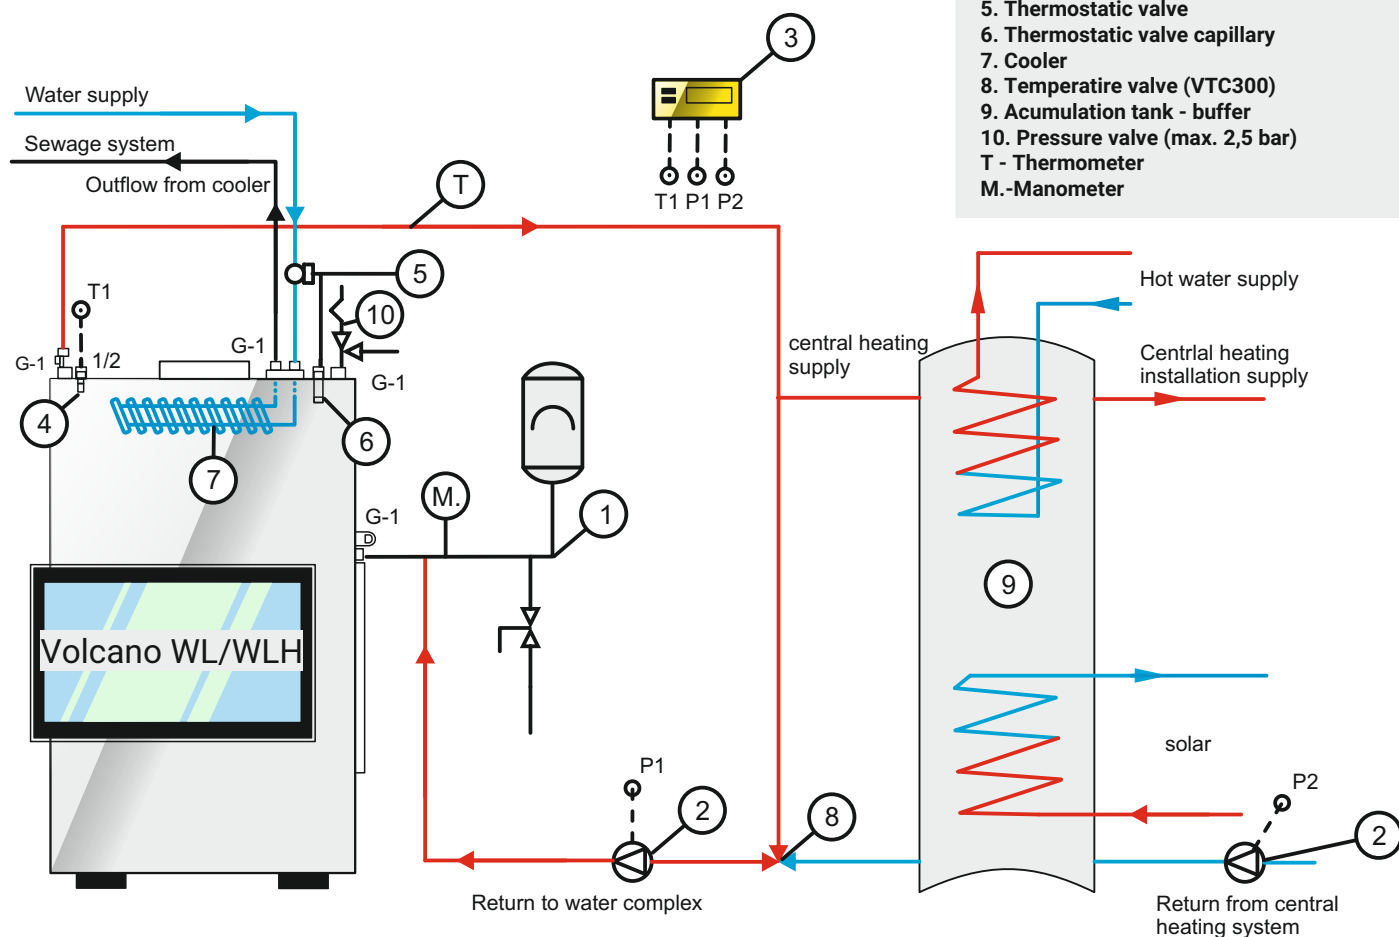 5. Thermostatic valve
6. Thermostatic valve capillary
7. Cooler
8. Temperatire valve (VTC300)
9. Acumulation tank - buffer
10. Pressure valve (max. 2,5 bar)
T - Thermometer
M.-Manometer
3
Water supply
Sewage system
Outflow from cooler
T
T1 P1 P2
5
T1
10
Hot water supply
G-1
G-1
1/2
G-1
central heating
supply
Centrlal heating
installation supply
4
6
7
M.
G-1
1
9
Volcano WL/WLH
solar
P1
P2
2
8
2
Return to water complex
Return from central
heating system